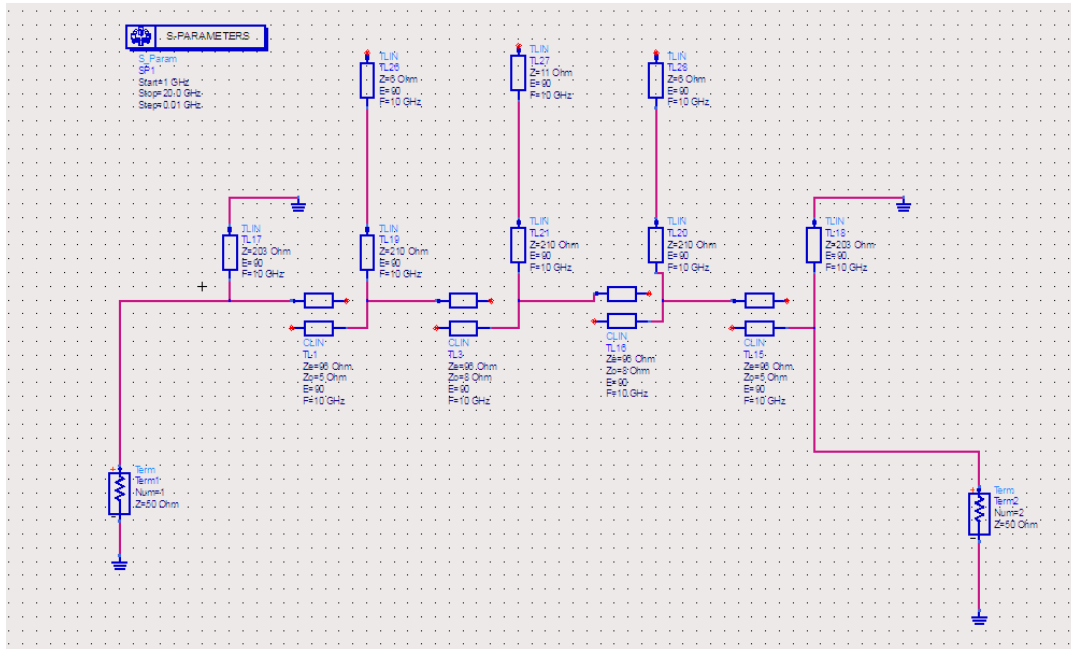 S-PARAMETERS
S_Param
SP1
Start=1 GHz
Stop=20.0 GHz
Step=0.01 GHz
TLIN
TL26
Z=6 Ohm
E=90
F=10 GHz
TLIN
TL27
Z=11 Ohm
E=90
F=10 GHz
TLIN
TL28
Z=6 Ohm
E=90
F=10 GHz
TLIN
TL17
Z=203 Ohm
E=90
F=10 GHz
TLIN
TL19
Z=210 Ohm
E=90
F=10 GHz
TLIN
TL21
Z=210 Ohm
E=90
F=10 GHz
TLIN
TL20
Z=210 Ohm
E=90
F=10 GHz
TLIN
TL18
Z=203 Ohm
E=90
F=10 GHz
CLIN
TL1
Ze=96 Ohm
Zo=5 Ohm
E=90
F=10 GHz
CLIN
TL3
Ze=96 Ohm
Zo=8 Ohm
E=90
F=10 GHz
CLIN
TL16
Ze=96 Ohm
Zo=8 Ohm
E=90
F=10 GHz
CLIN
TL15
Ze=96 Ohm
Zo=5 Ohm
E=90
F=10 GHz
+
Term
Term1
Num=1
Z=50 Ohm
-
+
Term
Term2
Num=2
Z=50 Ohm
-